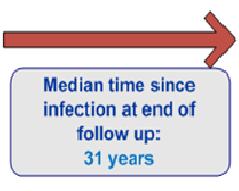 Median time since
infection at end of
follow up:
31 years